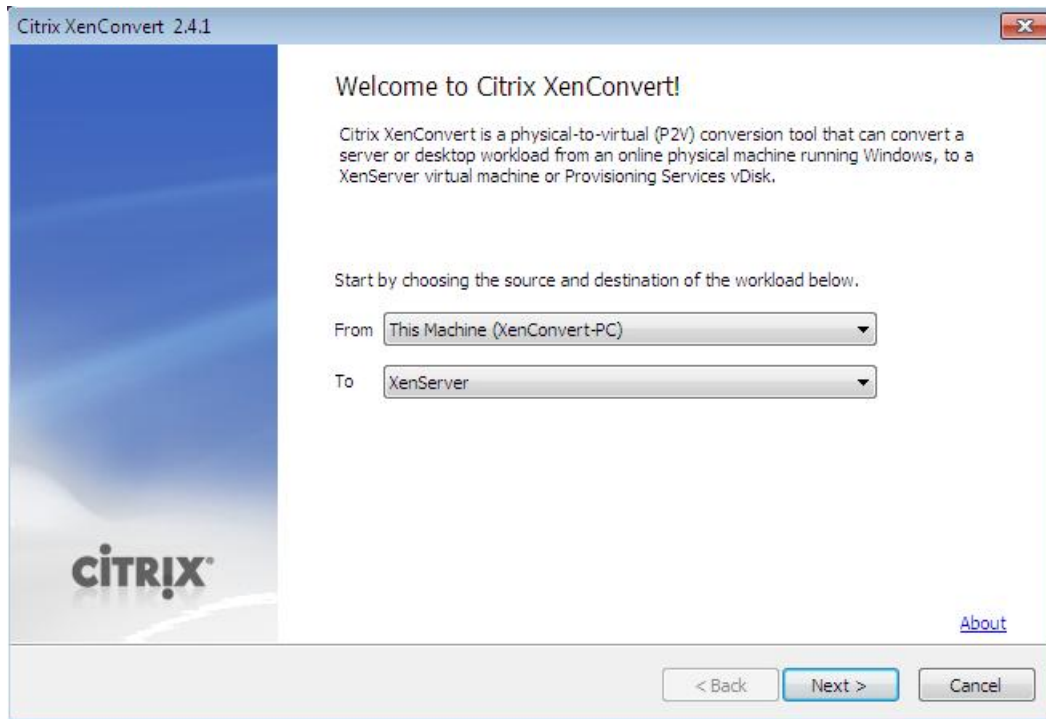 Citrix XenConvert 2.4.1
Welcome to Citrix XenConvert!
Citrix XenConvert is a physical-to-virtual (P2V) conversion tool that can convert a
server or desktop workload from an online physical machine running Windows, to a
XenServer virtual machine or Provisioning Services vDisk.
Start by choosing the source and destination of the workload below.
From This Machine (XenConvert-PC)
To XenServer
CITRIX®
About
< Back Next > Cancel